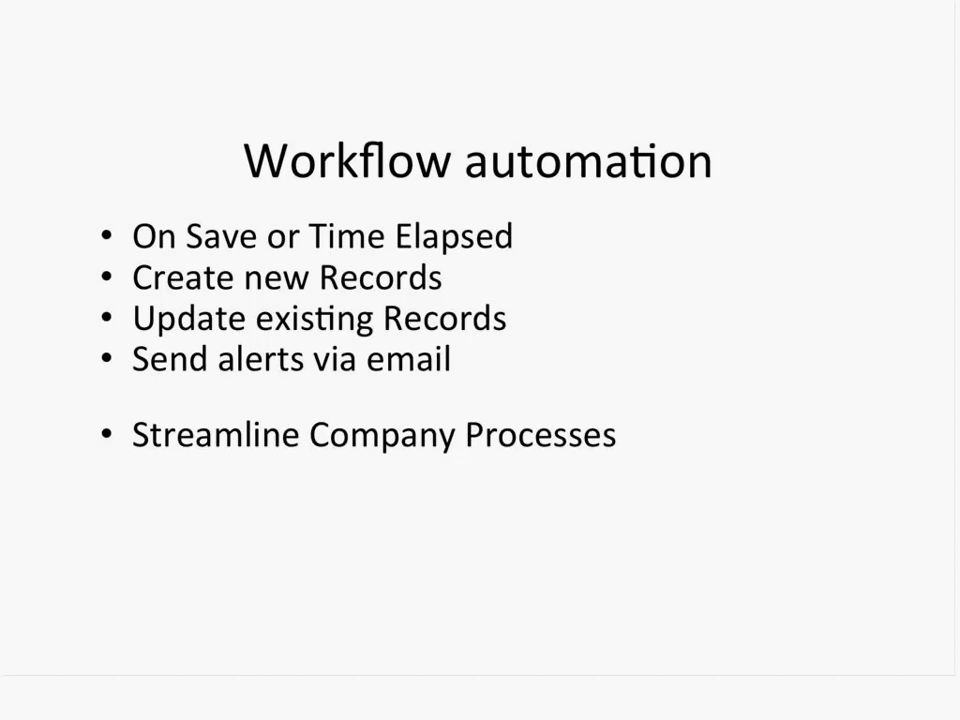 Workflow automation
• On Save or Time Elapsed
• Create new Records
• Update existing Records
• Send alerts via email
• Streamline Company Processes